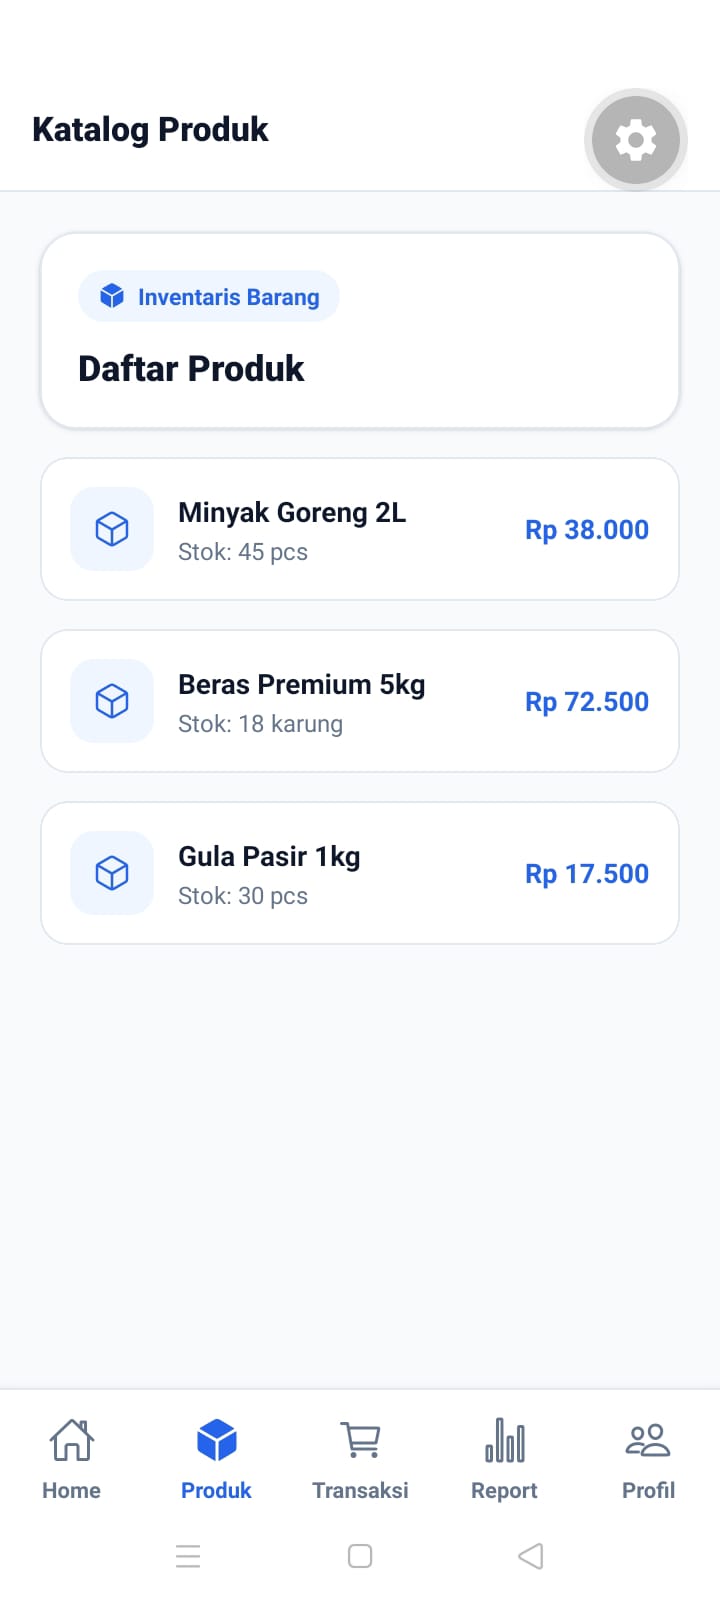 Katalog Produk
Inventaris Barang
Daftar Produk
Minyak Goreng 2L
Stok: 45 pcs
Rp 38.000
Beras Premium 5kg
Stok: 18 karung
Rp 72.500
Gula Pasir 1kg
Stok: 30 pcs
Rp 17.500
Home
Produk
Transaksi
Report
Profil